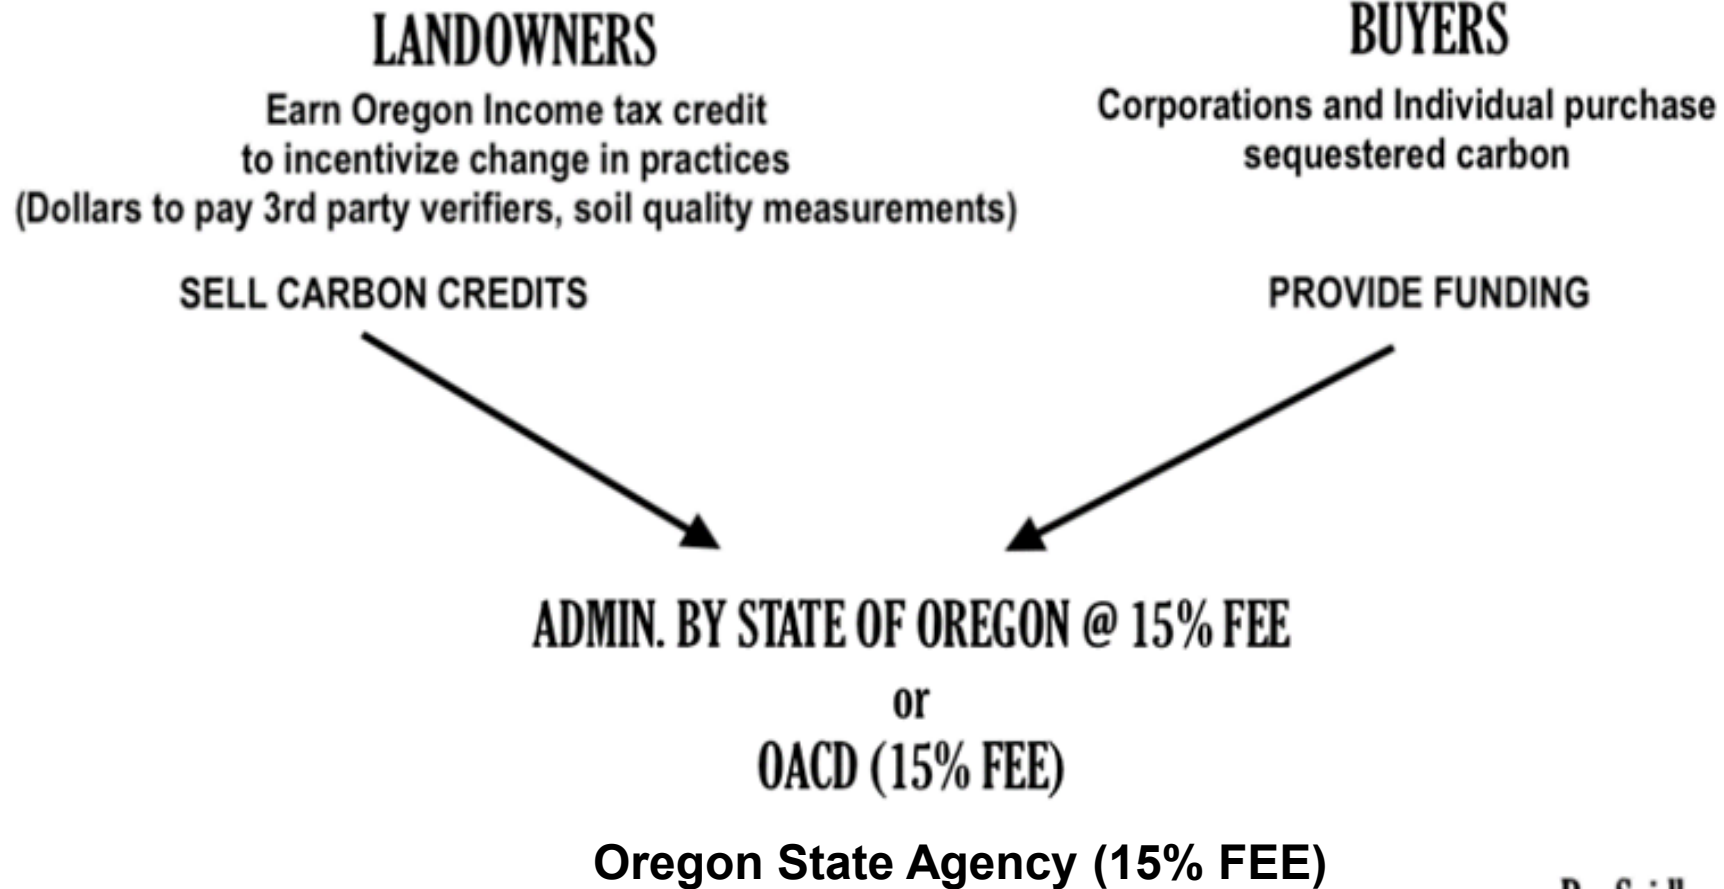 LANDOWNERS
Earn Oregon Income tax credit
to incentivize change in practices
(Dollars to pay 3rd party verifiers, soil quality measurements)
SELL CARBON CREDITS
BUYERS
Corporations and Individual purchase
sequestered carbon
PROVIDE FUNDING
ADMIN. BY STATE OF OREGON @ 15% FEE
or
OACD (15% FEE)
Oregon State Agency (15% FEE)